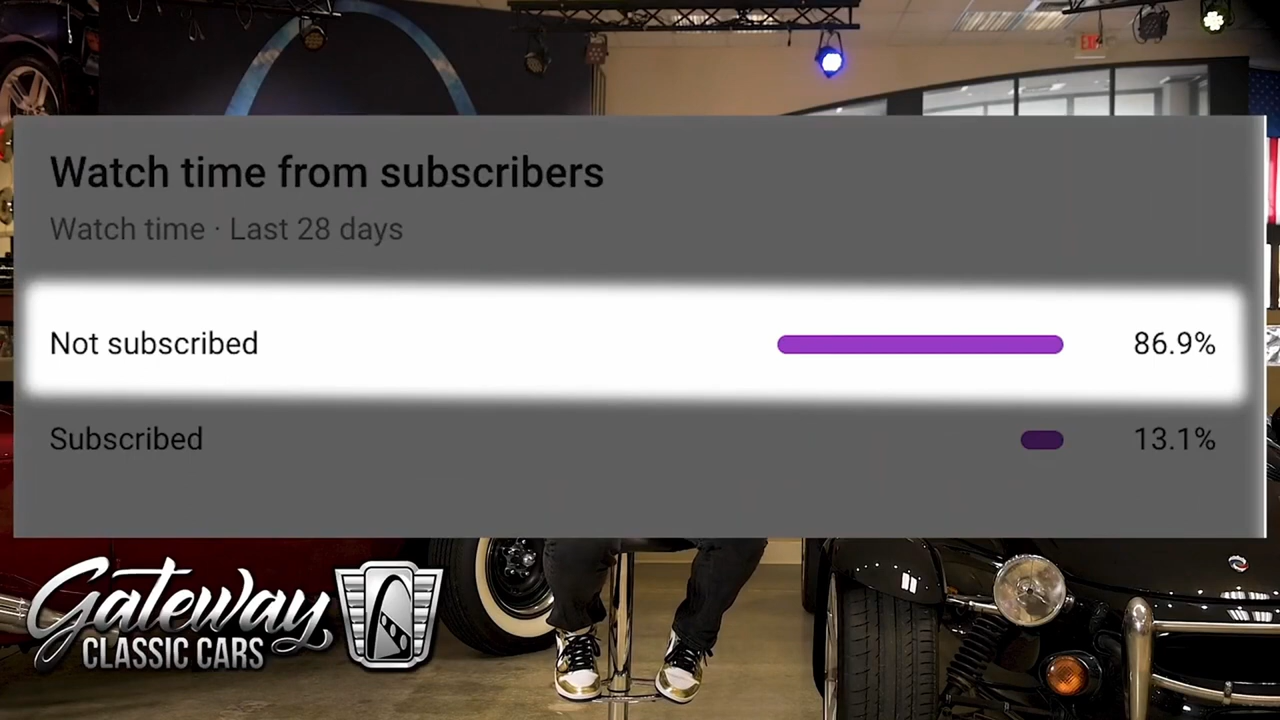 EXIT
Watch time from subscribers
Watch time · Last 28 days
Not subscribed 86.9%
Subscribed 13.1%
Gateway
CLASSIC CARS